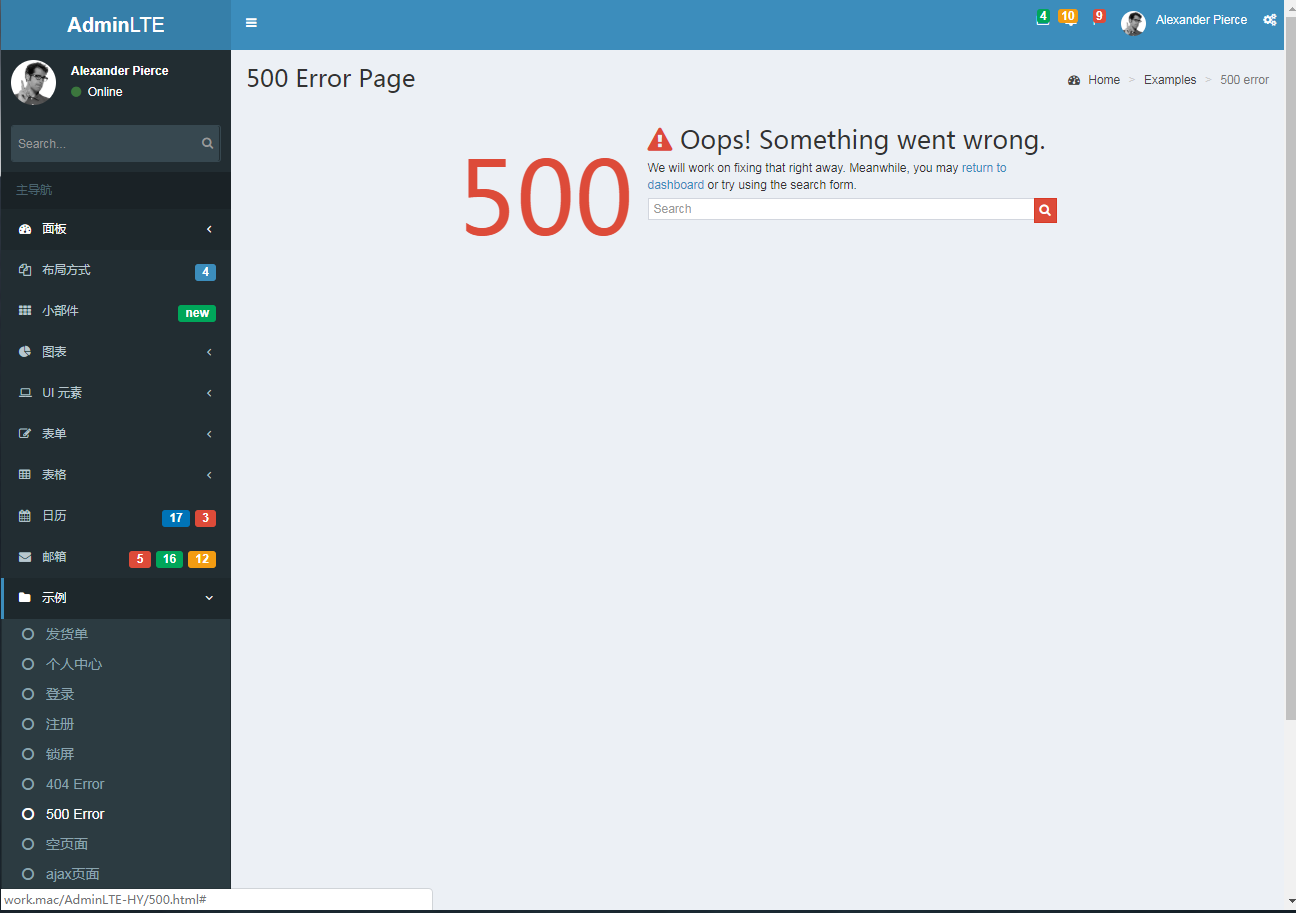 AdminLTE
4
10
9
Alexander Pierce
Alexander Pierce
Online
Search...
主导航
面板
布局方式 4
小部件 new
图表
UI 元素
表单
表格
日历 17 3
邮箱 5 16 12
示例
发货单
个人中心
登录
注册
锁屏
404 Error
500 Error
空页面
ajax页面
500 Error Page
Home > Examples > 500 error
500
Oops! Something went wrong.
We will work on fixing that right away. Meanwhile, you may return to
dashboard or try using the search form.
Search
work.mac/AdminLTE-HY/500.html#